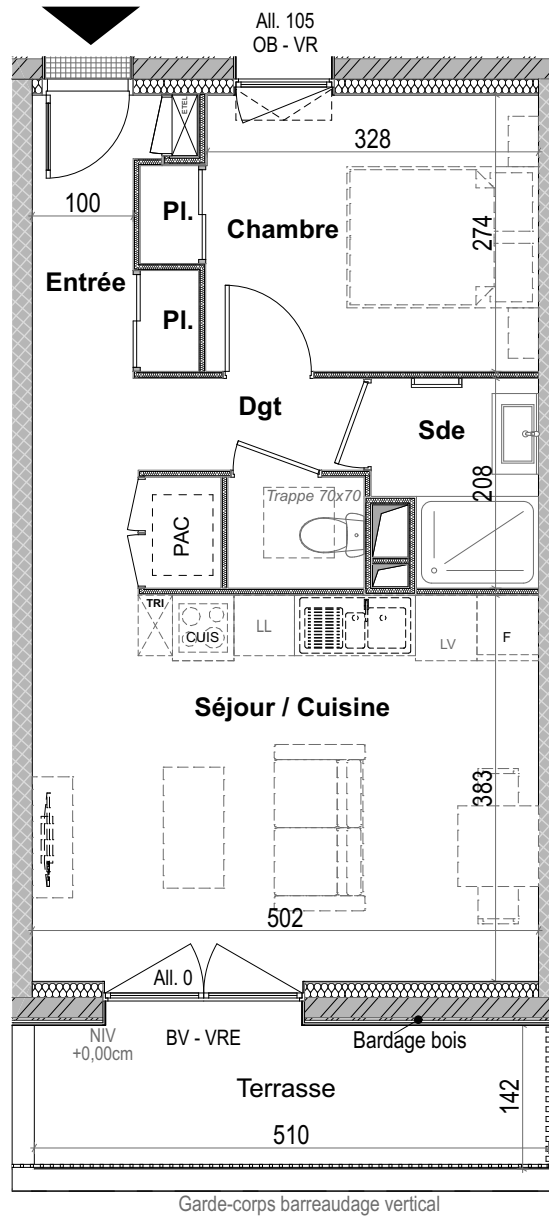 All. 105
OB - VR
ETEL
328
100
Pl.
Chambre
274
Entrée
Pl.
Dgt
Sde
Trappe 70x70
208
PAC
TRI
x
CUIS
LL
LV
F
Séjour / Cuisine
383
502
All. 0
NIV
+0,00cm
BV - VRE
Bardage bois
Terrasse
142
510
Garde-corps barreaudage vertical